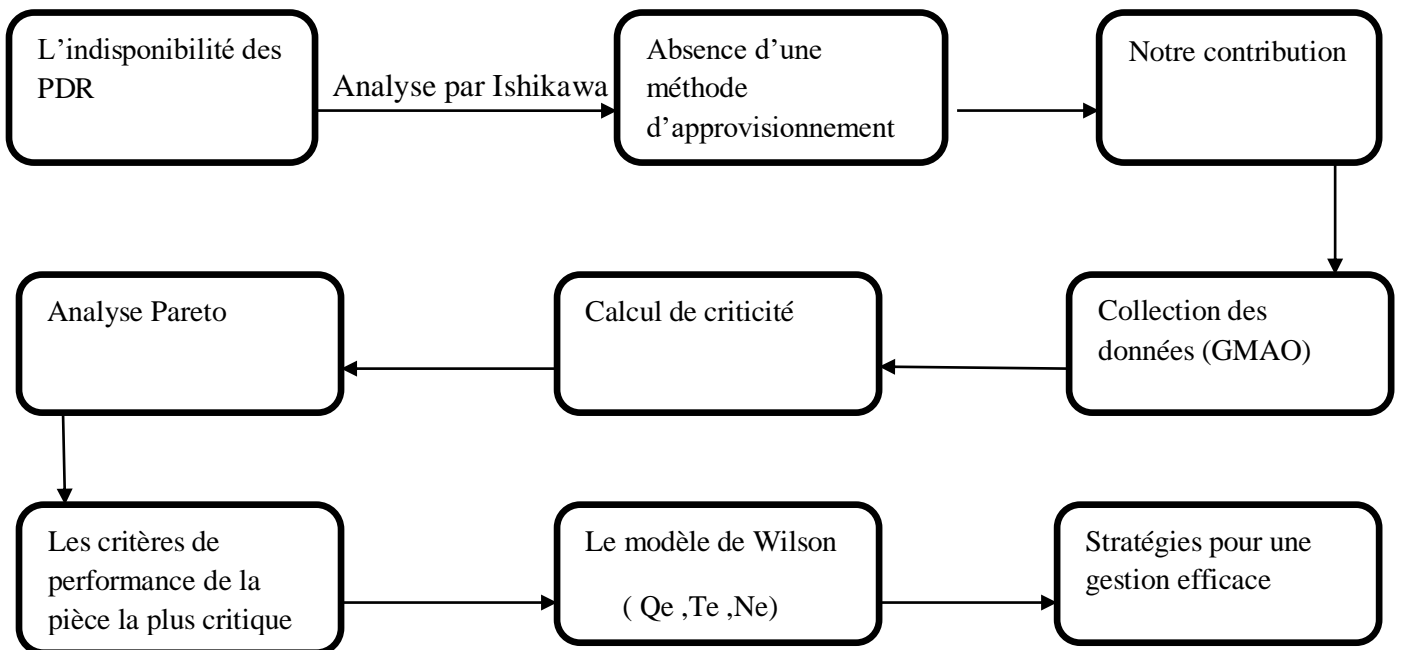 L’indisponibilité des
PDR
Analyse par Ishikawa
Absence d’une
méthode
d’approvisionnement
Notre contribution
Collection des
données (GMAO)
Calcul de criticité
Analyse Pareto
Les critères de
performance de la
pièce la plus critique
Le modèle de Wilson
( Qe ,Te ,Ne)
Stratégies pour une
gestion efficace